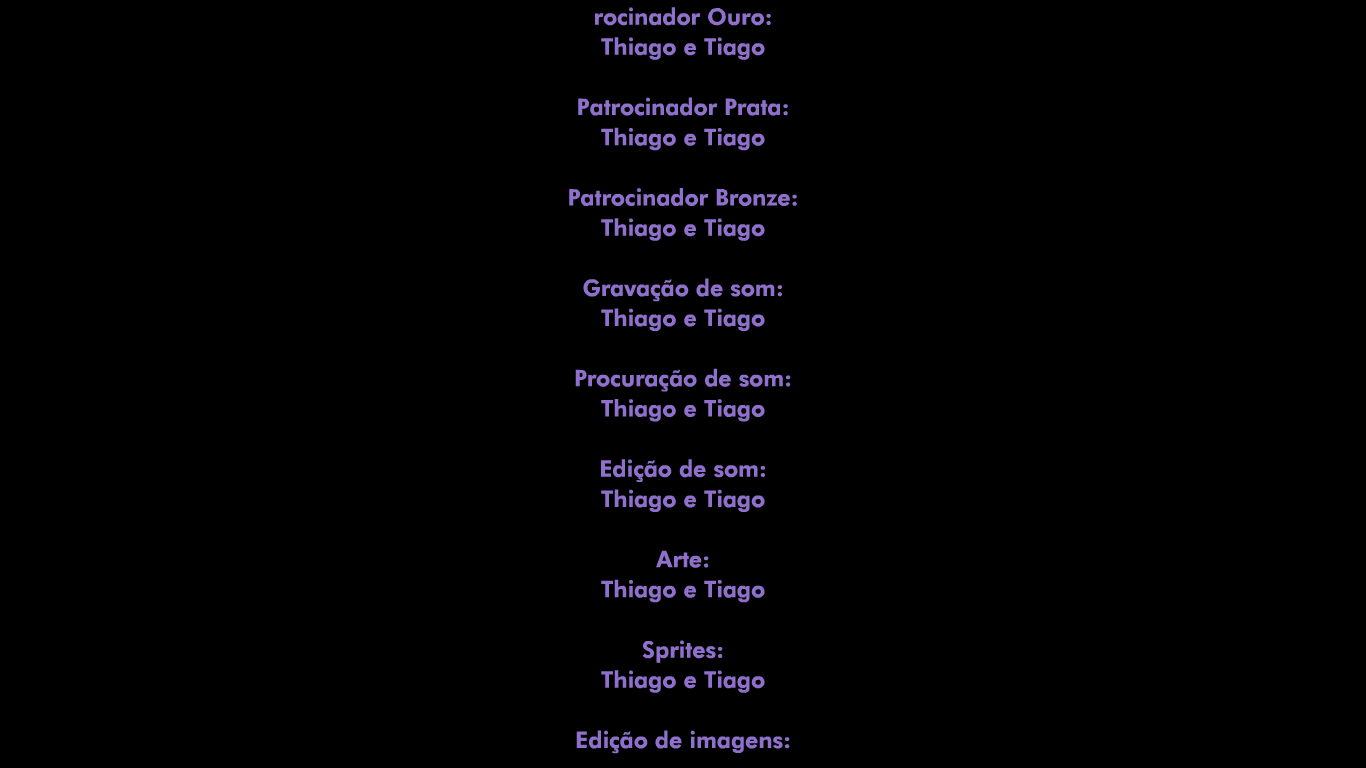 rocinador Ouro:
Thiago e Tiago
Patrocinador Prata:
Thiago e Tiago
Patrocinador Bronze:
Thiago e Tiago
Gravação de som:
Thiago e Tiago
Procuração de som:
Thiago e Tiago
Edição de som:
Thiago e Tiago
Arte:
Thiago e Tiago
Sprites:
Thiago e Tiago
Edição de imagens: